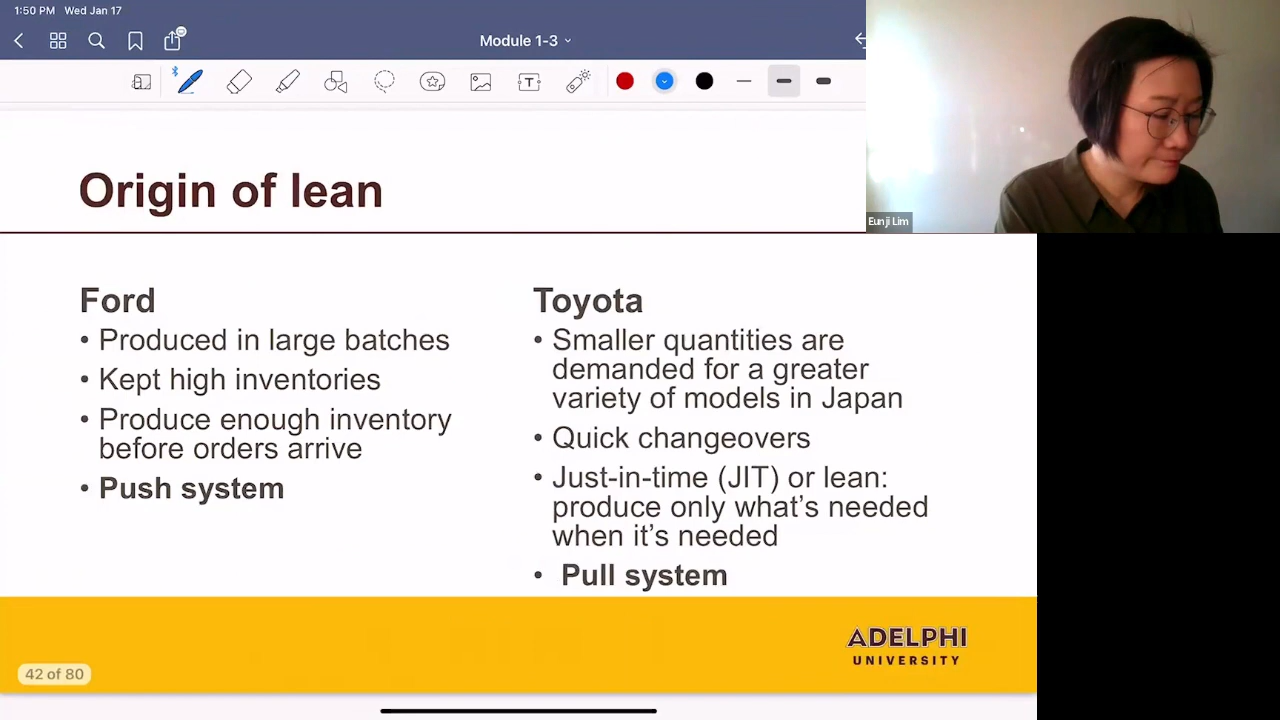 1:50 PM Wed Jan 17
Module 1-3
T
Origin of lean
Eunji Lim
Ford
• Produced in large batches
• Kept high inventories
• Produce enough inventory
before orders arrive
• Push system
Toyota
• Smaller quantities are
demanded for a greater
variety of models in Japan
• Quick changeovers
• Just-in-time (JIT) or lean:
produce only what's needed
when it's needed
• Pull system
ADELPHI
UNIVERSITY
42 of 80